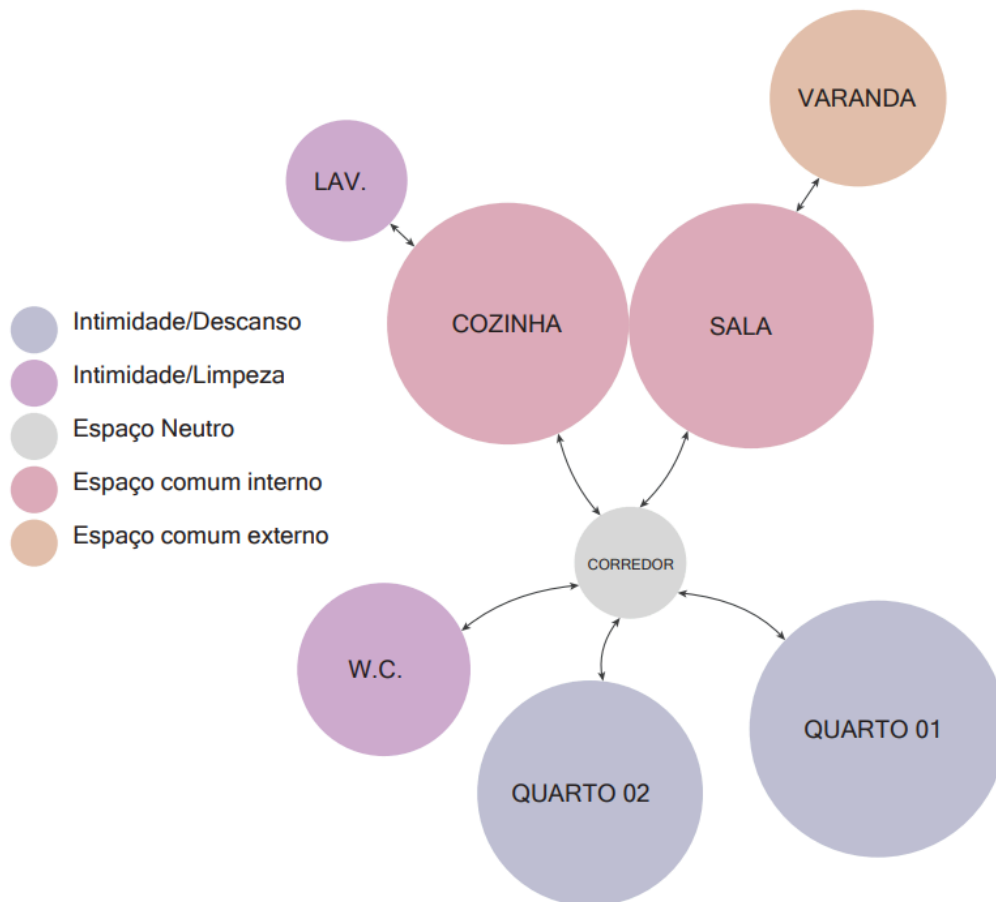 VARANDA
LAV.
COZINHA
SALA
Intimidade/Descanso
Intimidade/Limpeza
Espaço Neutro
Espaço comum interno
Espaço comum externo
CORREDOR
W.C.
QUARTO 01
QUARTO 02